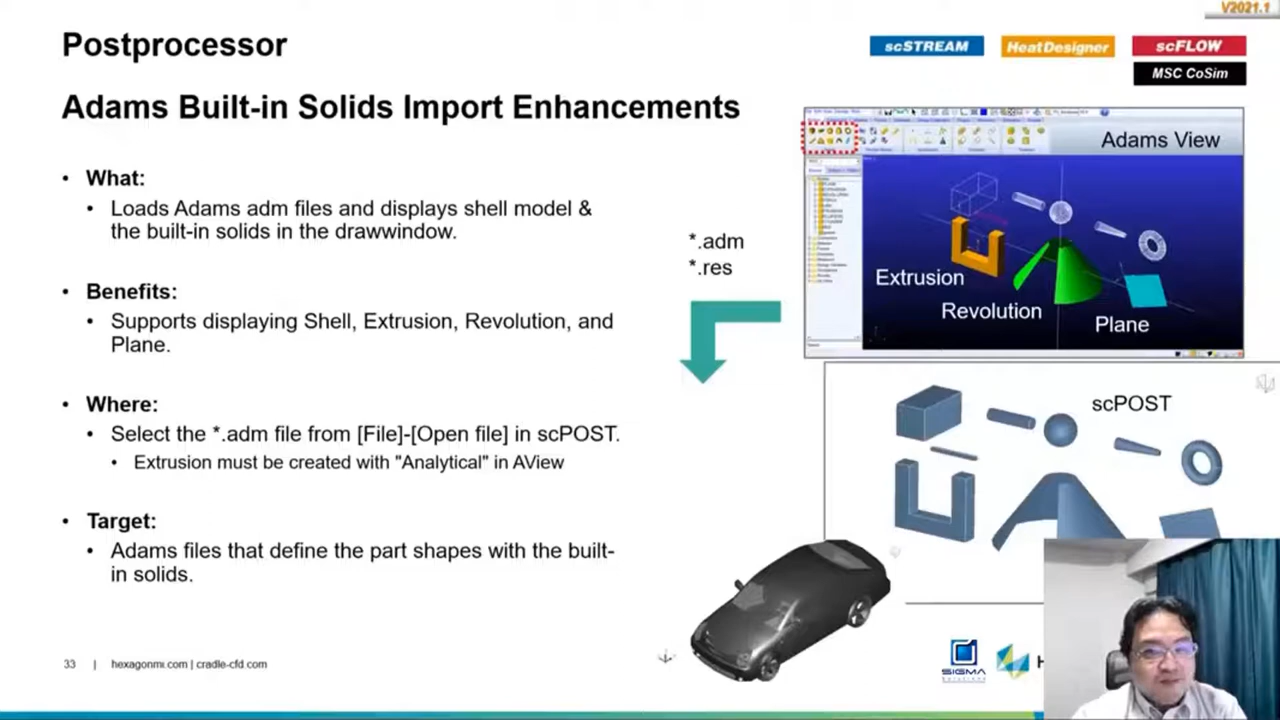 V2021.1
Postprocessor
scSTREAM
HeatDesigner
scFLOW
MSC CoSim
Adams Built-in Solids Import Enhancements
• What:
• Loads Adams adm files and displays shell model &
the built-in solids in the drawwindow.
• Benefits:
• Supports displaying Shell, Extrusion, Revolution, and
Plane.
• Where:
• Select the *.adm file from [File]-[Open file] in scPOST.
• Extrusion must be created with "Analytical" in AView
• Target:
• Adams files that define the part shapes with the built-
in solids.
*.adm
*.res
Adams View
Extrusion
Revolution
Plane
scPOST
33 | hexagonmi.com | cradle-cfd.com
SIGMA
H